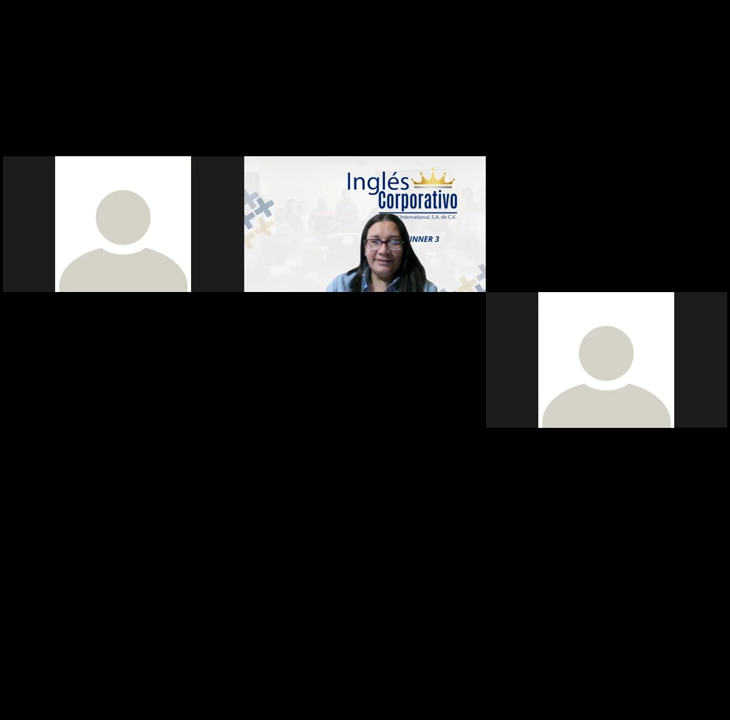 Inglés
Corporativo
International, S.A. de C.V.
INNER 3